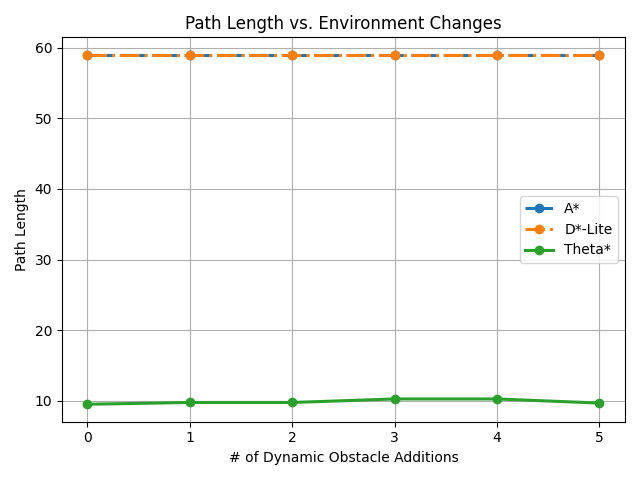 Path Length vs. Environment Changes
60
50
40
30
20
10
Path Length
A*
D*-Lite
Theta*
0 1 2 3 4 5
# of Dynamic Obstacle Additions